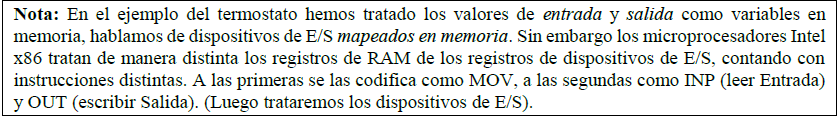 Nota: En el ejemplo del termostato hemos tratado los valores de entrada y salida como variables en
memoria, hablamos de dispositivos de E/S mapeados en memoria. Sin embargo los microprocesadores Intel
x86 tratan de manera distinta los registros de RAM de los registros de dispositivos de E/S, contando con
instrucciones distintas. A las primeras se las codifica como MOV, a las segundas como INP (leer Entrada)
y OUT (escribir Salida). (Luego trataremos los dispositivos de E/S).